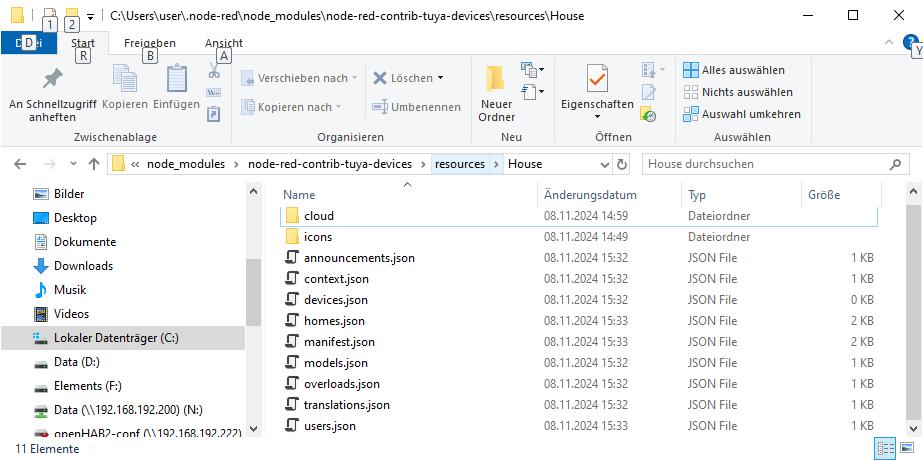 C:\Users\user\.node-red\node_modules\node-red-contrib-tuya-devices\resources\House
1 2
Start Freigeben Ansicht
D R B A Y
An Schnellzugriff anheften
Kopieren
Einfügen
Zwischenablage
Verschieben nach
Kopieren nach
Löschen
Umbenennen
Organisieren
Neuer Ordner
Neu
Eigenschaften
Öffnen
Alles auswählen
Nichts auswählen
Auswahl umkehren
Auswählen
« node_modules > node-red-contrib-tuya-devices > resources > House
House durchsuchen
Bilder
Desktop
Dokumente
Downloads
Musik
Videos
Lokaler Datenträger (C:)
Data (D:)
Elements (F:)
Data (\\192.168.192.200) (N:)
openHAB2-conf (\\192.168.192.222)
Name Änderungsdatum Typ Größe
cloud 08.11.2024 14:59 Dateiordner
icons 08.11.2024 14:49 Dateiordner
announcements.json 08.11.2024 15:32 JSON File 1 KB
context.json 08.11.2024 15:32 JSON File 1 KB
devices.json 08.11.2024 15:32 JSON File 0 KB
homes.json 08.11.2024 15:33 JSON File 2 KB
manifest.json 08.11.2024 15:33 JSON File 2 KB
models.json 08.11.2024 15:32 JSON File 1 KB
overloads.json 08.11.2024 15:32 JSON File 1 KB
translations.json 08.11.2024 15:32 JSON File 1 KB
users.json 08.11.2024 15:33 JSON File 1 KB
11 Elemente